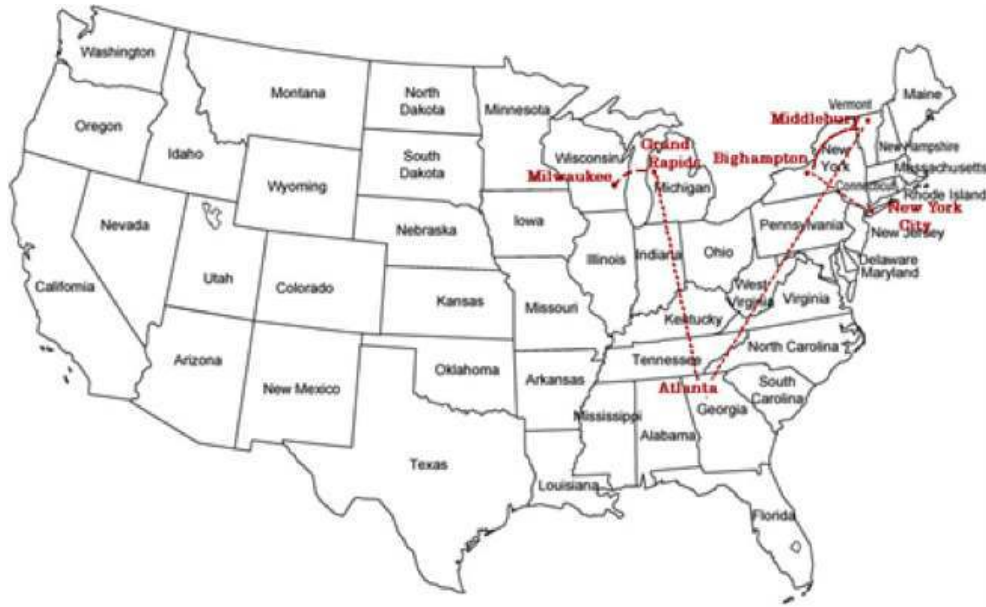 Washington
Montana
North
Dakota
Minnesota
Vermont
Maine
Oregon
Idaho
South
Dakota
Wisconsin
Grand
Rapids
Milwaukee
Michigan
Middlebury
Bighampton
New
York
New Hampshire
Massachusetts
Connecticut
Rhode Island
New York
City
Wyoming
Nevada
Nebraska
Iowa
Pennsylvania
New Jersey
Utah
Colorado
Kansas
Illinois
Indiana
Ohio
Delaware
Maryland
California
Missouri
West
Virginia
Virginia
Kentucky
Arizona
New Mexico
Oklahoma
Arkansas
Tennessee
North Carolina
Atlanta
South
Carolina
Mississippi
Alabama
Georgia
Texas
Louisiana
Florida